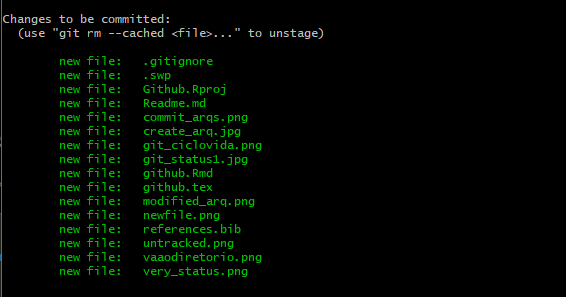 Changes to be committed:
(use "git rm --cached <file>..." to unstage)
new file: .gitignore
new file: .swp
new file: Github.Rproj
new file: Readme.md
new file: commit_arqs.png
new file: create_arq.jpg
new file: git_ciclovida.png
new file: git_status1.jpg
new file: github.Rmd
new file: github.tex
new file: modified_arq.png
new file: newfile.png
new file: references.bib
new file: untracked.png
new file: vaaodiretorio.png
new file: very_status.png